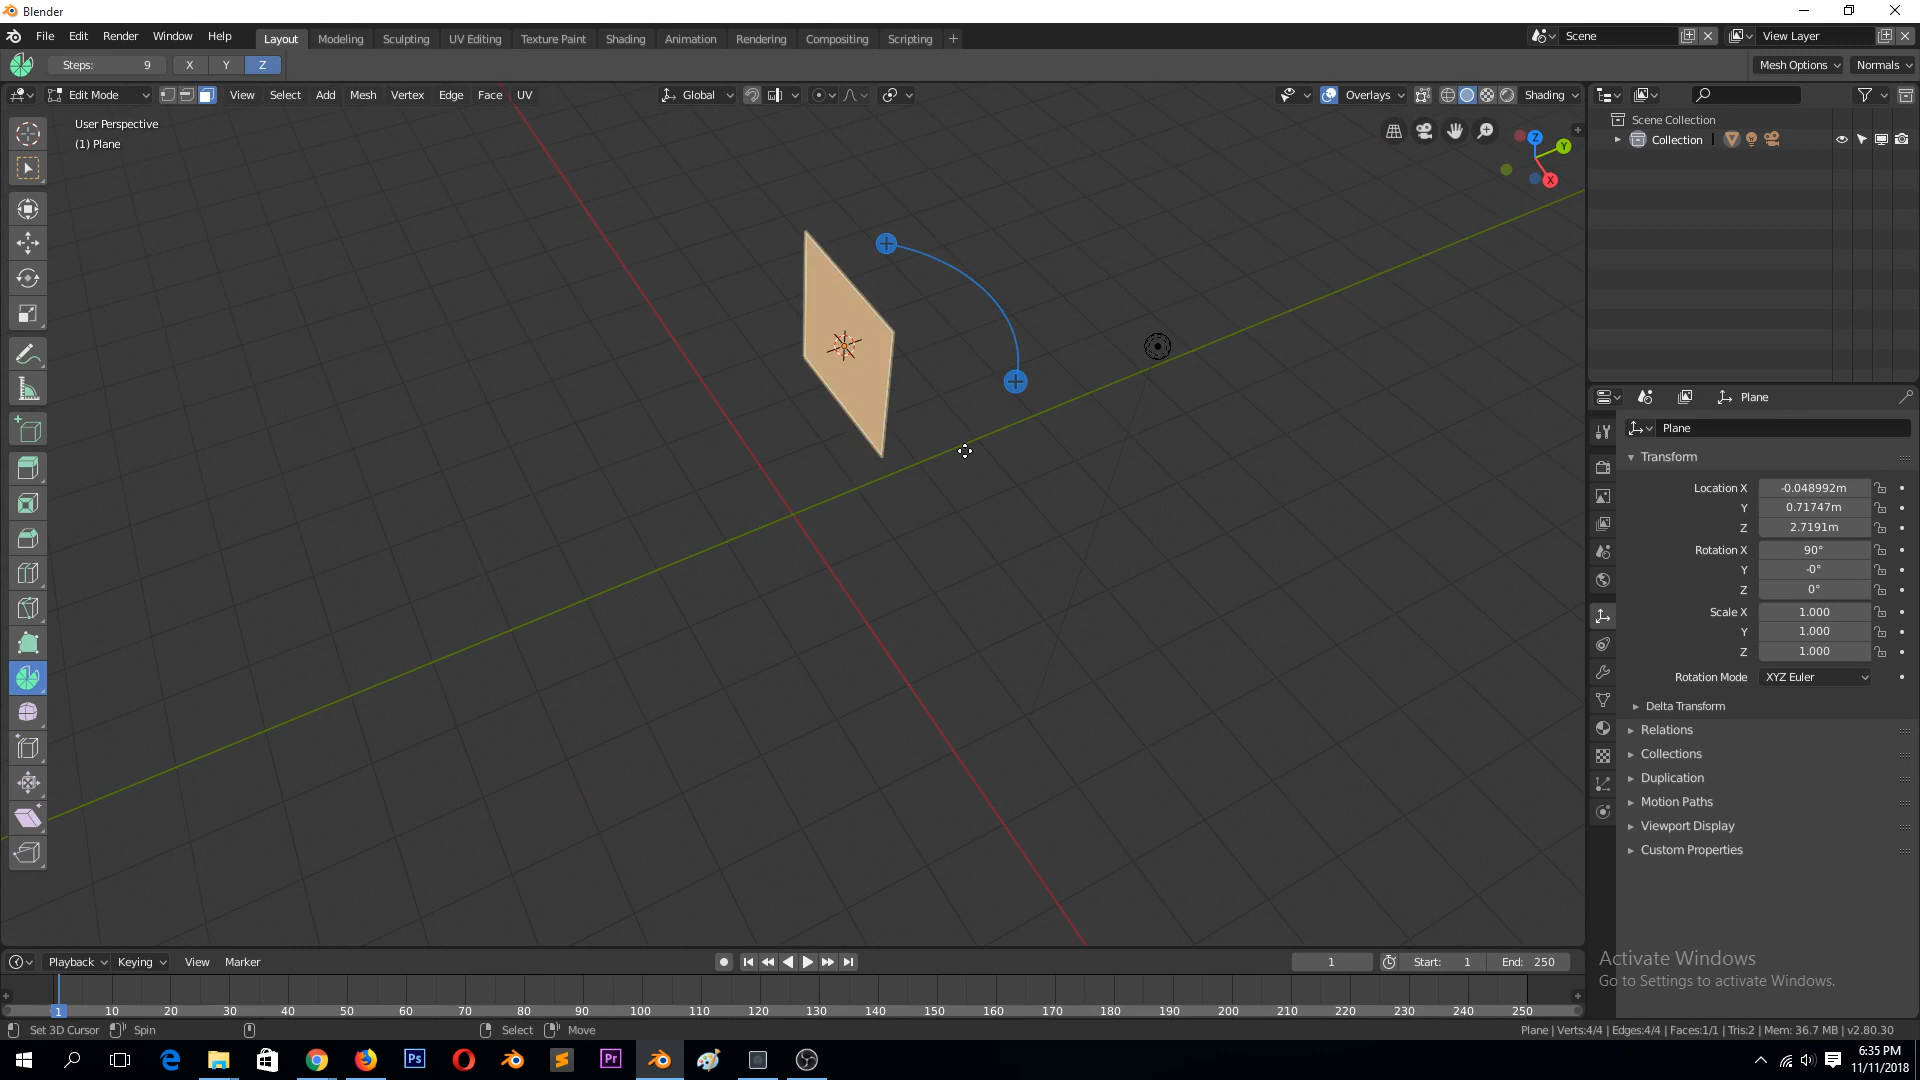 Blender
File Edit Render Window Help Layout Modeling Sculpting UV Editing Texture Paint Shading Animation Rendering Compositing Scripting + Scene View Layer
Steps: 9 X Y Z Mesh Options Normals
Edit Mode View Select Add Mesh Vertex Edge Face UV Global Overlays Shading
User Perspective
(1) Plane
Z
Y
X
Scene Collection
Collection
Plane
Plane
Transform
Location X -0.048992m
Y 0.71747m
Z 2.7191m
Rotation X 90°
Y -0°
Z 0°
Scale X 1.000
Y 1.000
Z 1.000
Rotation Mode XYZ Euler
Delta Transform
Relations
Collections
Duplication
Motion Paths
Viewport Display
Custom Properties
Activate Windows
Go to Settings to activate Windows.
Playback Keying View Marker 1 Start: 1 End: 250
1 10 20 30 40 50 60 70 80 90 100 110 120 130 140 150 160 170 180 190 200 210 220 230 240 250
Set 3D Cursor Spin Select Move Plane | Verts:4/4 | Edges:4/4 | Faces:1/1 | Tris:2 | Mem: 36.7 MB | v2.80.30
Ps Pr
6:35 PM
11/11/2018